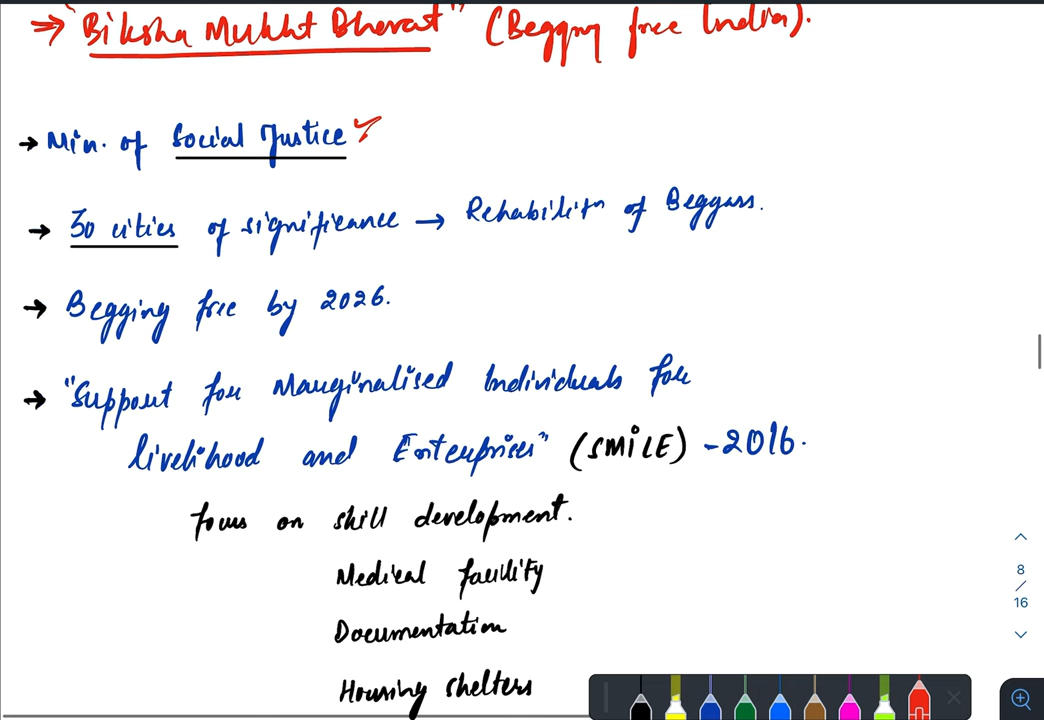 ⇒ "Biksha Mukht Bharat" (Begging free India).
→ Min. of Social Justice
→ 30 cities of significance → Rehabilitn of Beggars.
→ Begging free by 2026.
→ "Support for Marginalised Individuals for
livelihood and Enterprises" (SMILE) - 2016.
focus on skill development.
Medical facility
Documentation
Housing shelters
8
/
16